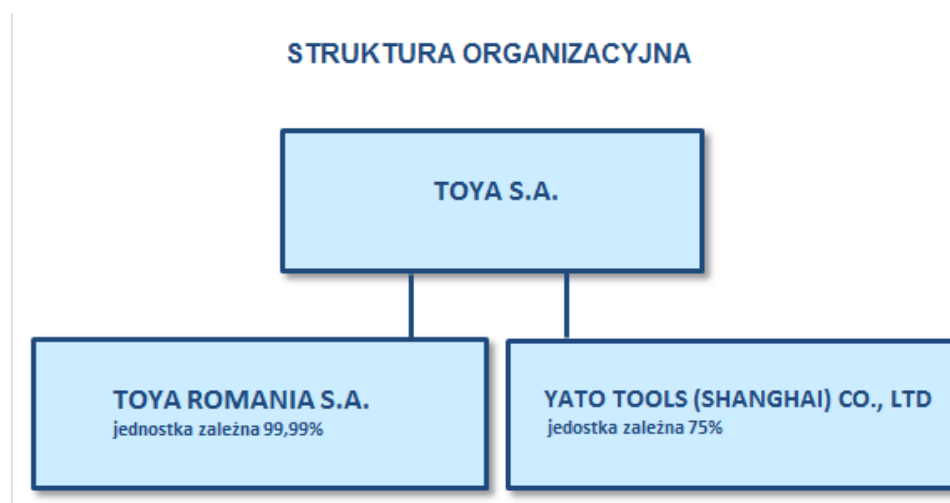 STRUKTURA ORGANIZACYJNA
TOYA S.A.
TOYA ROMANIA S.A.
jednostka zależna 99,99%
YATO TOOLS (SHANGHAI) CO., LTD
jedostka zależna 75%